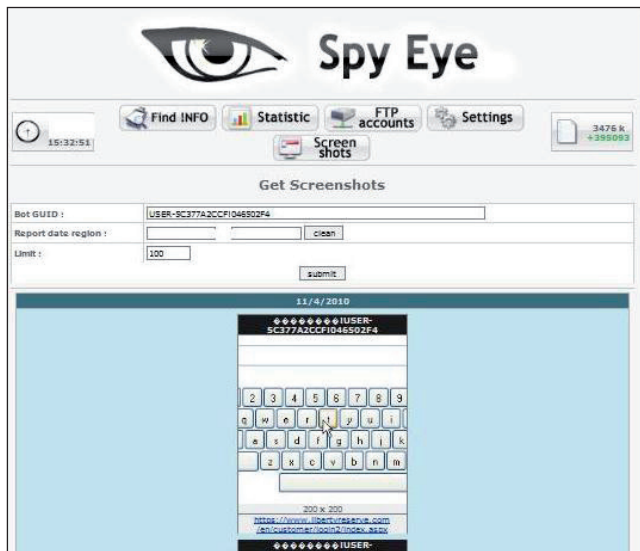 Spy Eye
15:32:51
Find INFO
Statistic
FTP accounts
Settings
Screen shots
3476 k
+395093
Get Screenshots
Bot GUID :
USER-5C377A2CCFI046502F4
Report date region :
clean
Limit :
100
submit
11/4/2010
��������!USER-
5C377A2CCFI046502F4
2 3 4 5 6 7 8 9
q w e r t y u i
a s d f g h j k
z x c v b n m
200 x 200
https://www.libertyreserve.com
/en/customer/login2/index.aspx
��������!USER-